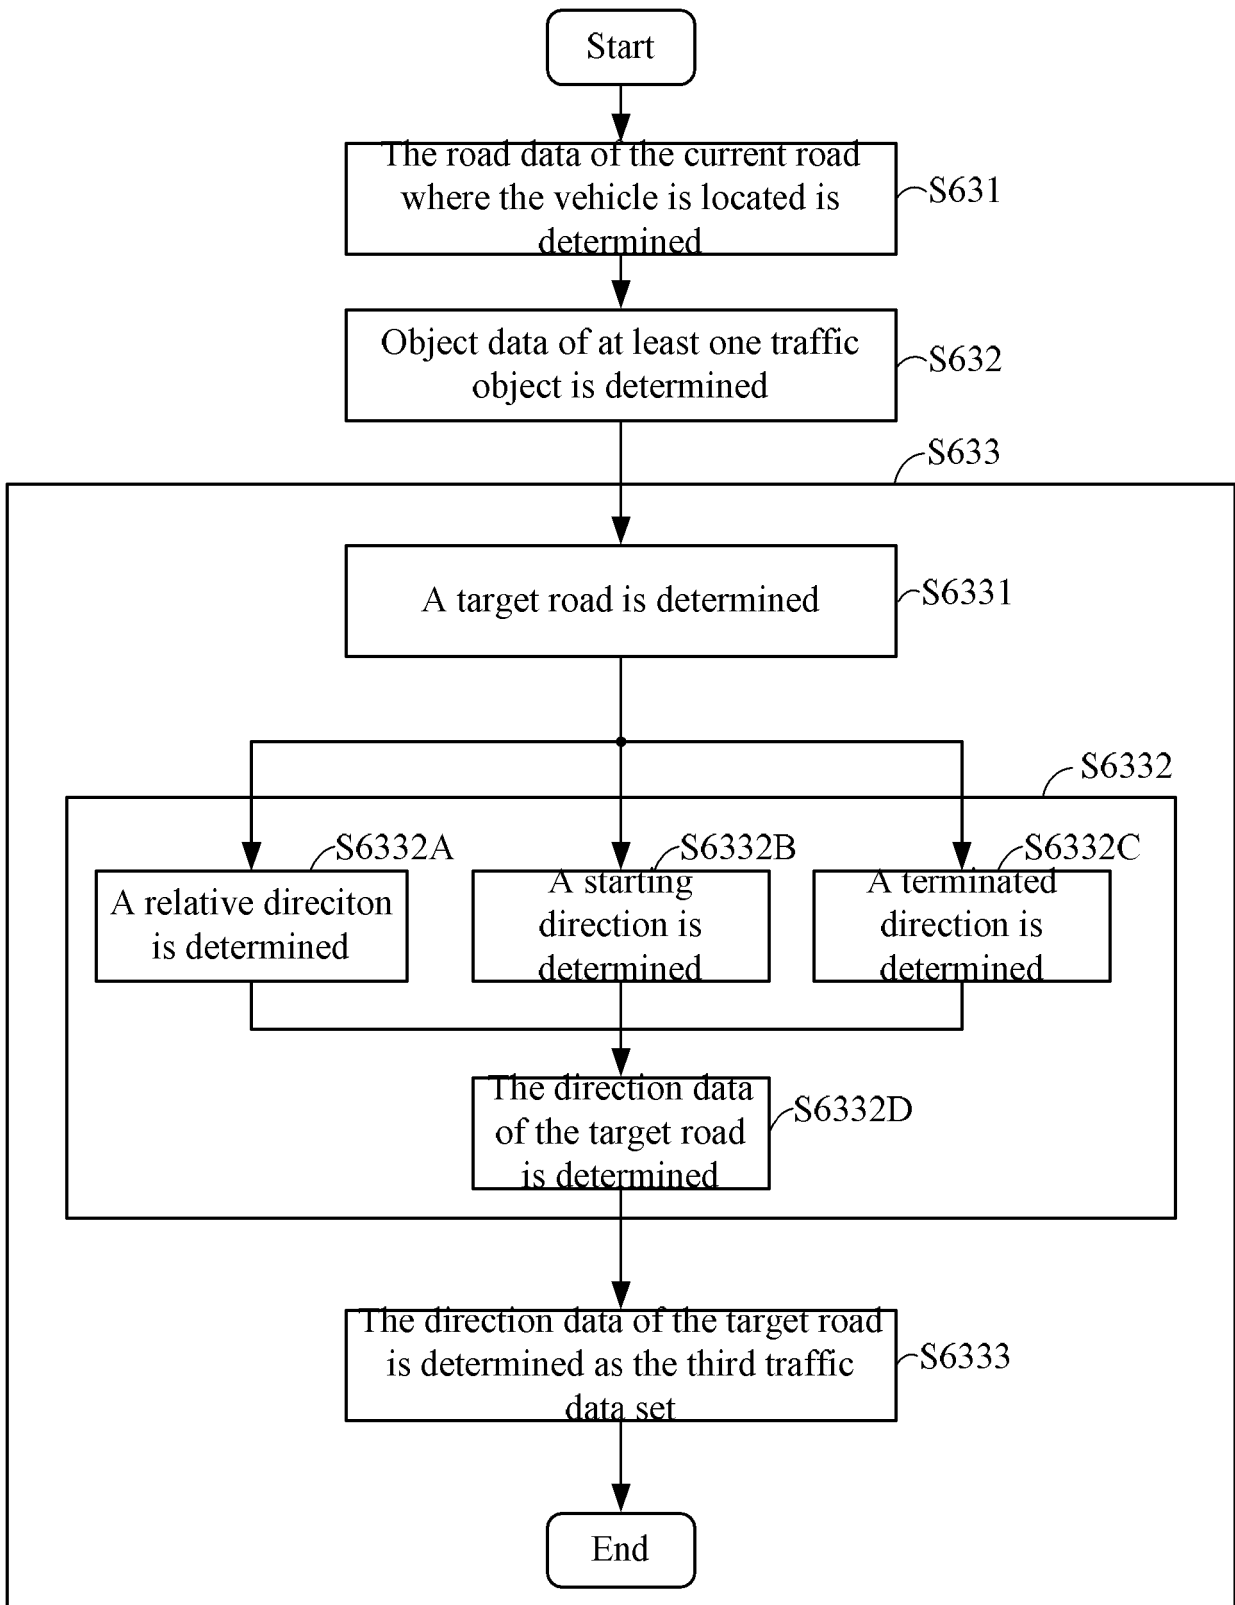 Start
The road data of the current road
where the vehicle is located is
determined
S631
Object data of at least one traffic
object is determined
S632
S633
A target road is determined
S6331
S6332
S6332A
A relative direciton
is determined
S6332B
A starting
direction is
determined
S6332C
A terminated
direction is
determined
The direction data
of the target road
is determined
S6332D
The direction data of the target road
is determined as the third traffic
data set
S6333
End